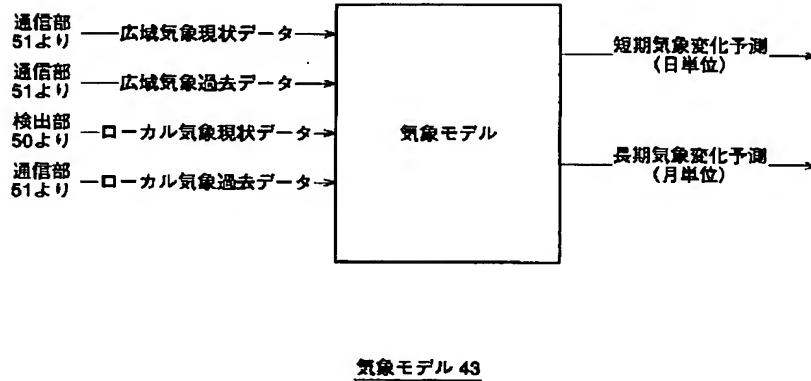 通信部
51より
広域気象現状データ
通信部
51より
広域気象過去データ
検出部
50より
ローカル気象現状データ
通信部
51より
ローカル気象過去データ
気象モデル
短期気象変化予測
(日単位)
長期気象変化予測
(月単位)
気象モデル 43